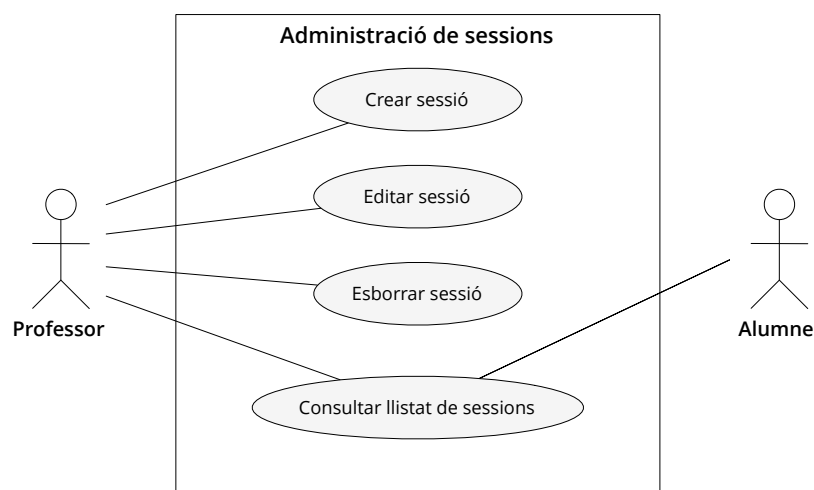 Administració de sessions
Crear sessió
Editar sessió
Esborrar sessió
Professor
Alumne
Consultar llistat de sessions